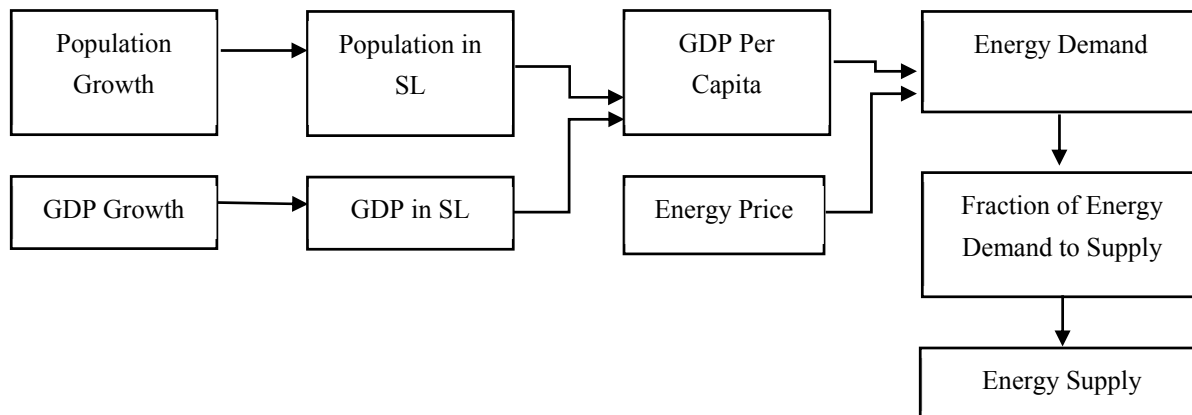 Population
Growth
Population in
SL
GDP Per
Capita
Energy Demand
GDP Growth
GDP in SL
Energy Price
Fraction of Energy
Demand to Supply
Energy Supply